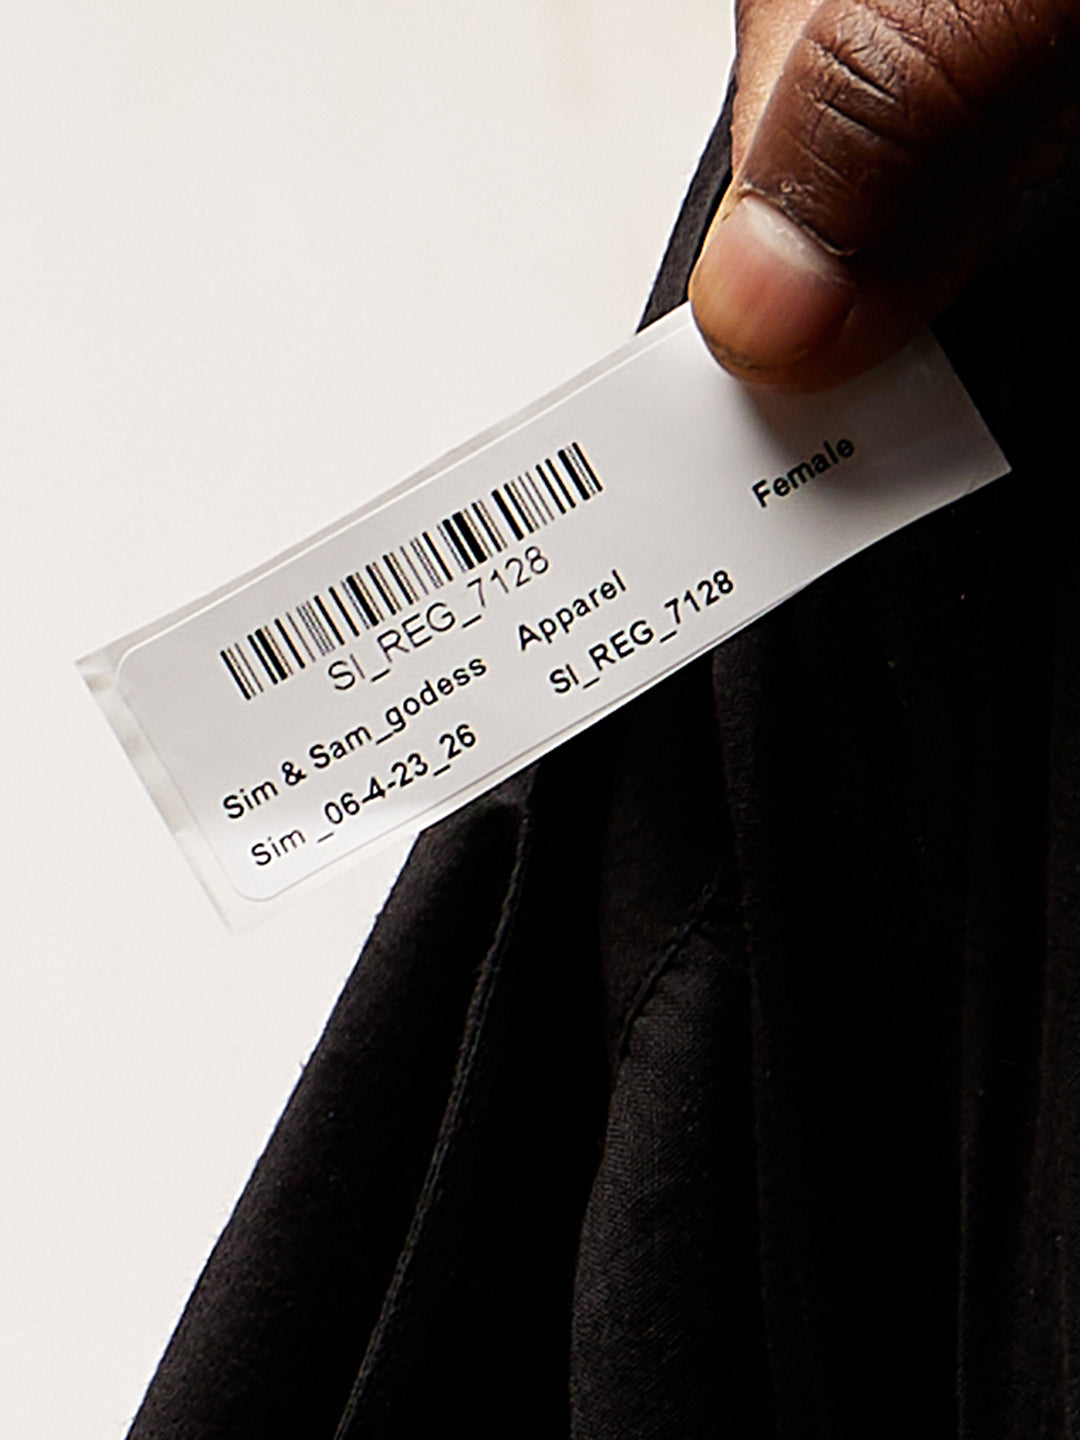 SI_REG_7128
Sim & Sam_godess Apparel Female
Sim _06-4-23_26 SI_REG_7128